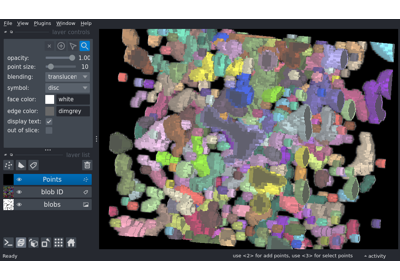 File View Plugins Window Help
layer controls
opacity: 1.00
point size: 10
blending: translucen
symbol: disc
face color: white
edge color: dimgrey
display text:
out of slice:
layer list
Points
blob ID
blobs
Ready
use <2> for add points, use <3> for select points
activity